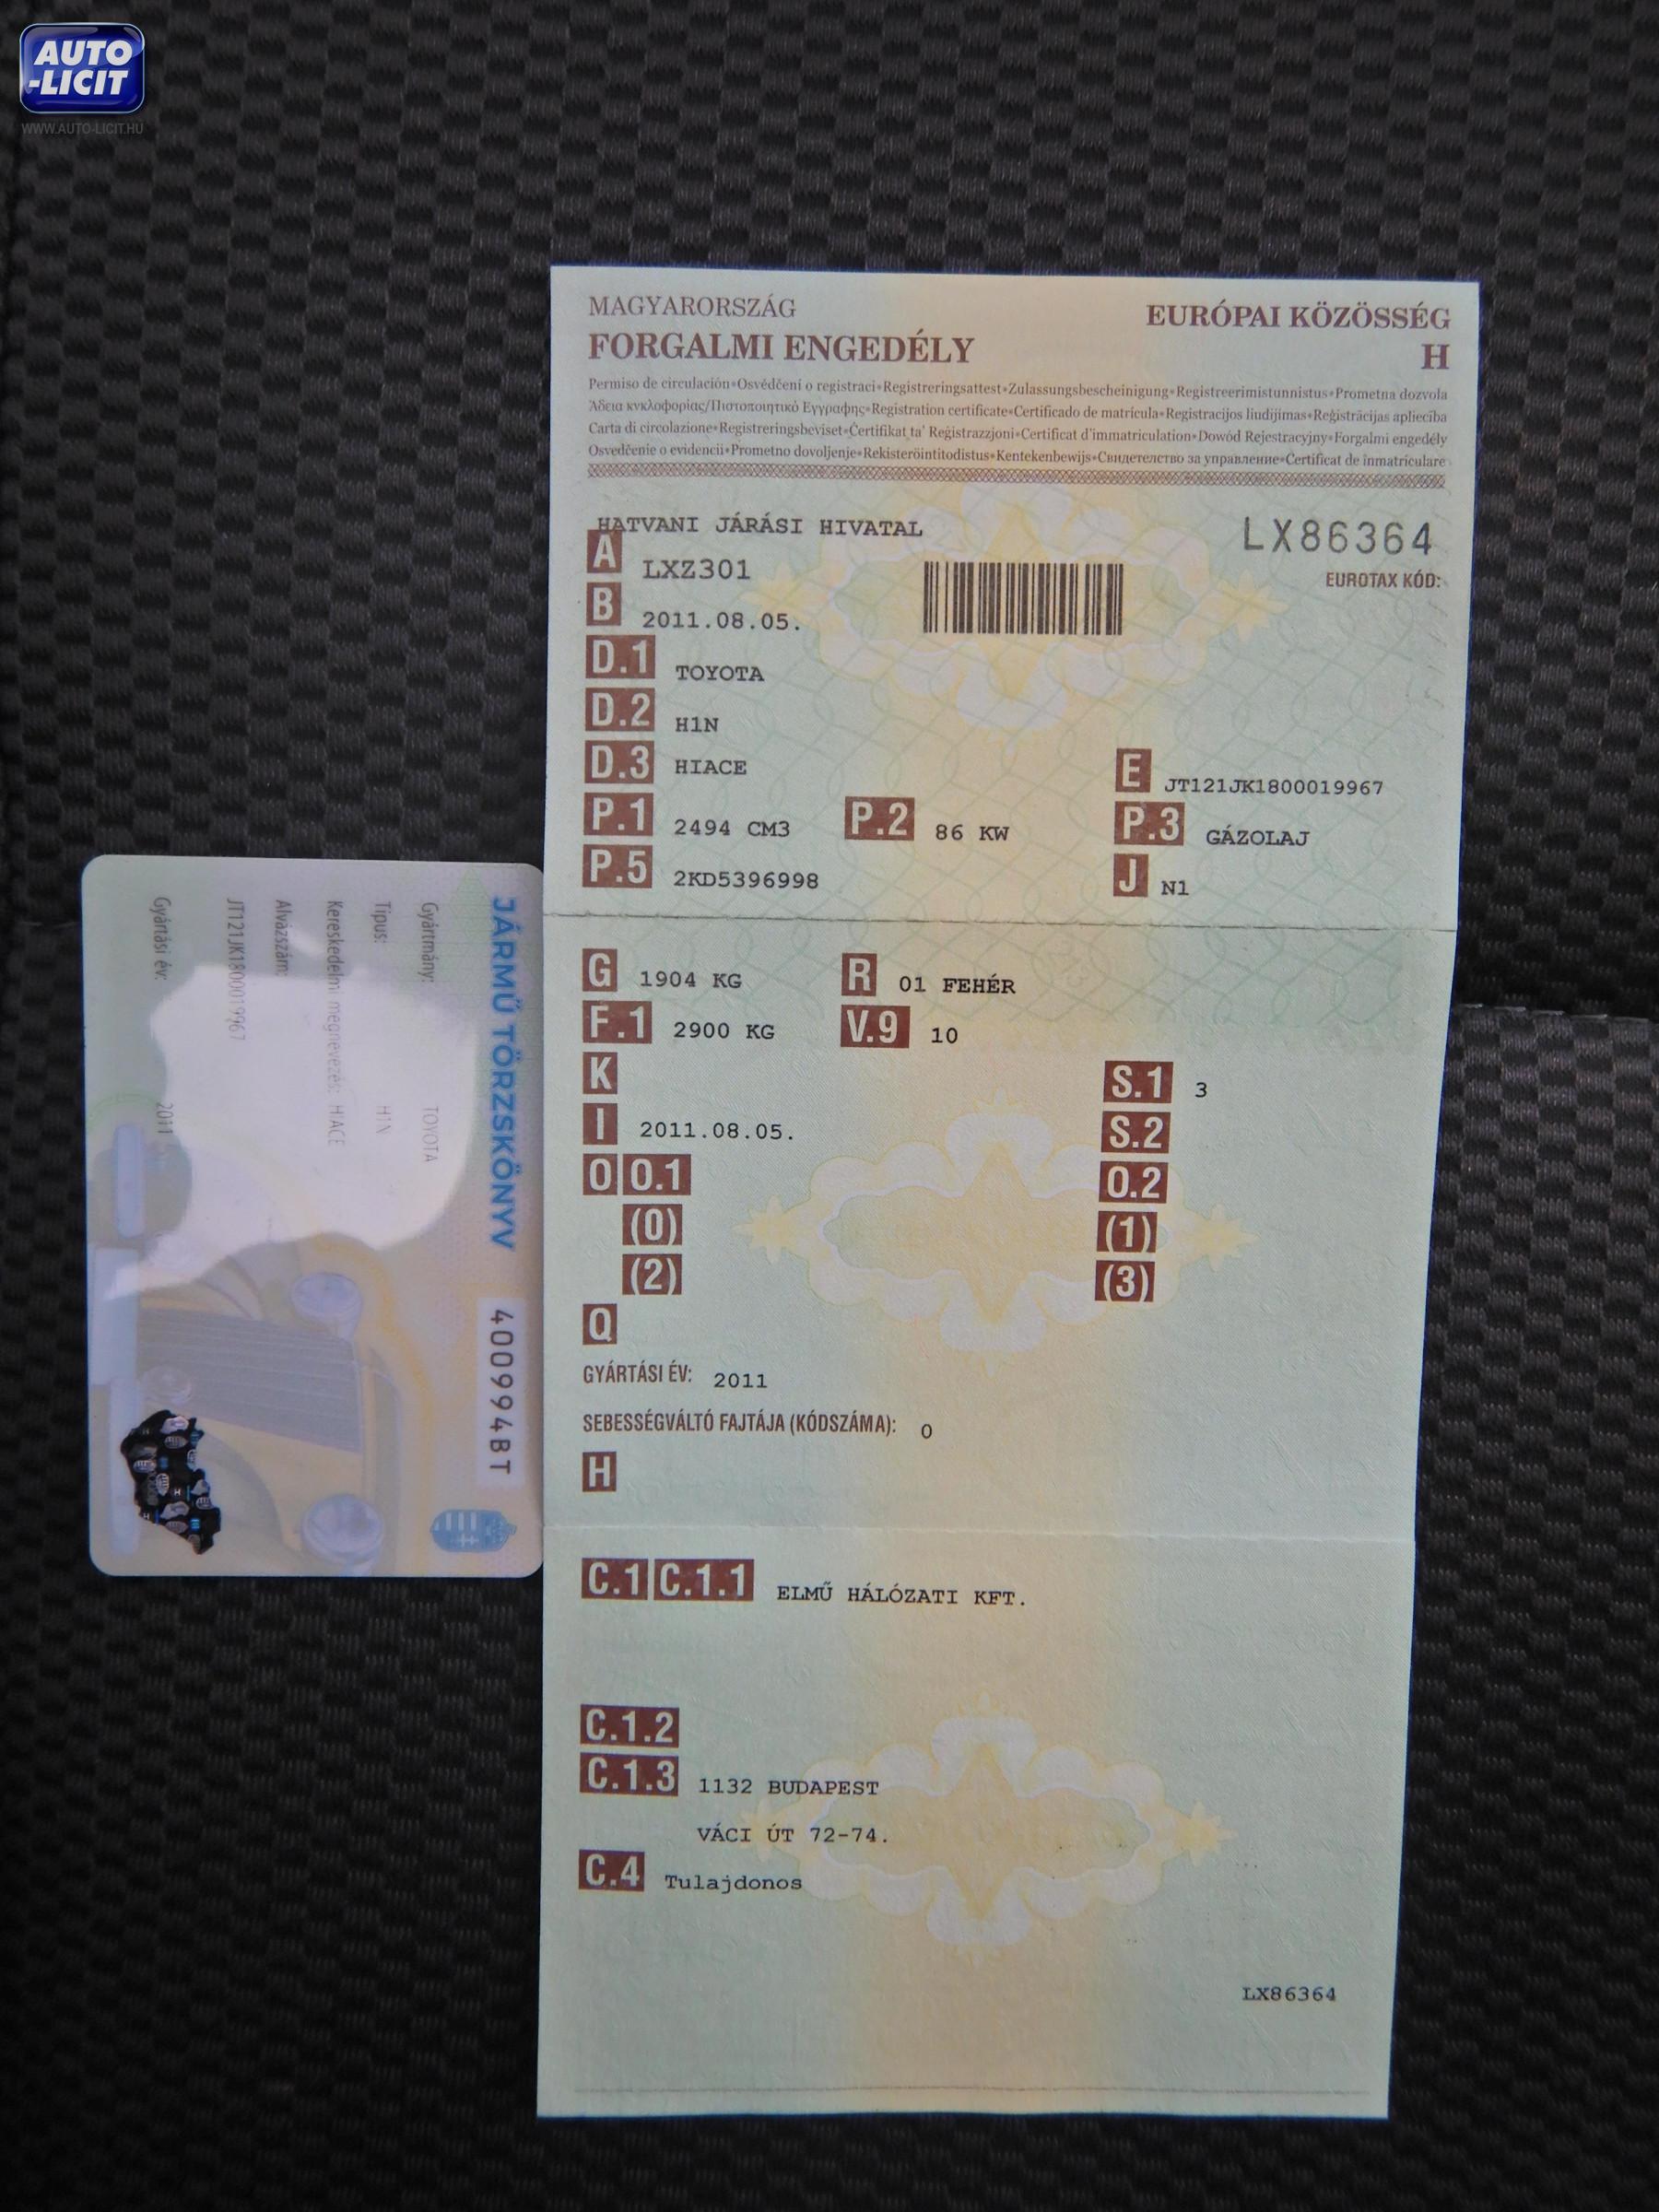 AUTO
-LICIT
WWW.AUTO-LICIT.HU
MAGYARORSZÁG
EURÓPAI KÖZÖSSÉG
FORGALMI ENGEDÉLY
H
Permiso de circulación•Osvédčení o registraci•Registreringsattest•Zulassungsbescheinigung•Registreerimistunnistus•Prometna dozvola
Άδεια κυκλοφορίας/Πιστοποιητικό Εγγραφης•Registration certificate•Certificado de matrícula•Registracijos liudijimas•Reģistrācijas apliecība
Carta di circolazione•Registreringsbeviset•Ċertifikat ta' Reġistrazzjoni•Certificat d'immatriculation•Dowód Rejestracyjny•Forgalmi engedély
Osvedčenie o evidencii•Prometno dovoljenje•Rekisteröintitodistus•Kentekenbewijs•Свидетелство за управление•Certificat de înmatriculare
HATVANI JÁRÁSI HIVATAL
LX86364
A LXZ301
EUROTAX KÓD:
B 2011.08.05.
D.1 TOYOTA
D.2 H1N
D.3 HIACE
E JT121JK1800019967
P.1 2494 CM3 P.2 86 KW P.3 GÁZOLAJ
P.5 2KD5396998 J N1
G 1904 KG R 01 FEHÉR
F.1 2900 KG V.9 10
K S.1 3
I 2011.08.05. S.2
O O.1 O.2
(0) (1)
(2) (3)
Q
GYÁRTÁSI ÉV: 2011
SEBESSÉGVÁLTÓ FAJTÁJA (KÓDSZÁMA): 0
H
C.1 C.1.1 ELMŰ HÁLÓZATI KFT.
C.1.2
C.1.3 1132 BUDAPEST
VÁCI ÚT 72-74.
C.4 Tulajdonos
LX86364
JÁRMŰ TÖRZSKÖNYV 400994BT
Gyártmány: TOYOTA
Típus: H1N
Kereskedelmi megnevezés: HIACE
Alvázszám:
JT121JK1800019967
Gyártási év: 2011